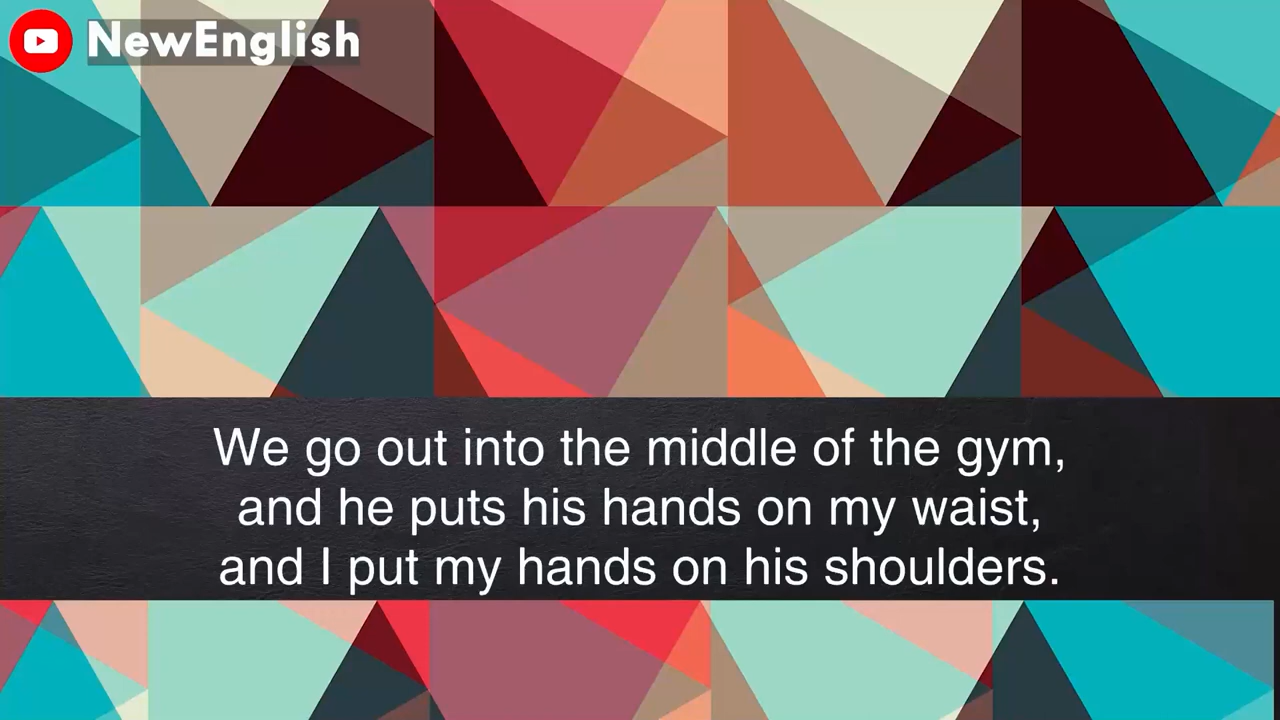 NewEnglish
We go out into the middle of the gym,
and he puts his hands on my waist,
and I put my hands on his shoulders.